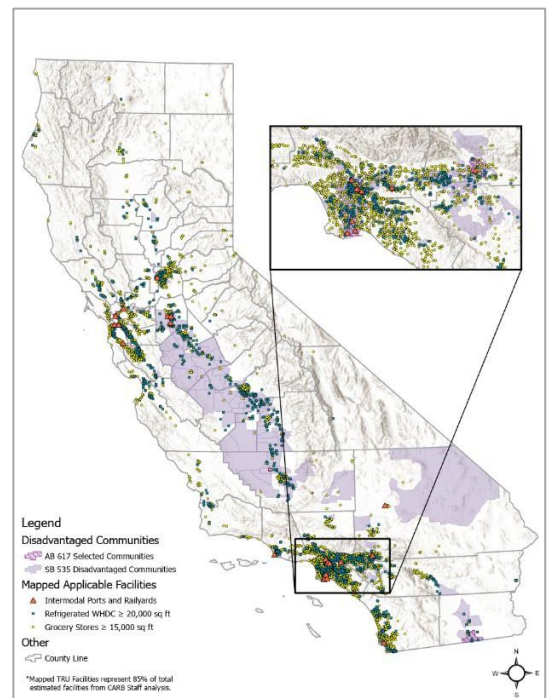 Legend
Disadvantaged Communities
AB 617 Selected Communities
SB 535 Disadvantaged Communities
Mapped Applicable Facilities
Intermodal Ports and Railyards
Refrigerated WHDC ≥ 20,000 sq ft
Grocery Stores ≥ 15,000 sq ft
Other
County Line
*Mapped TRU Facilities represent 85% of total
estimated facilities from CARB Staff analysis.
N
W E
S